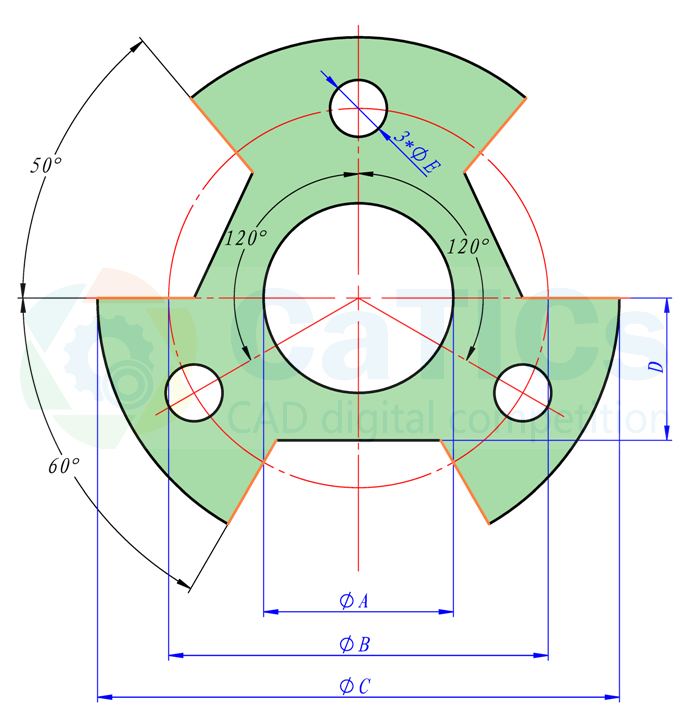 3*ΦE
50°
120°
120°
CaTICs
D
CAD digital competition
60°
ΦA
ΦB
ΦC